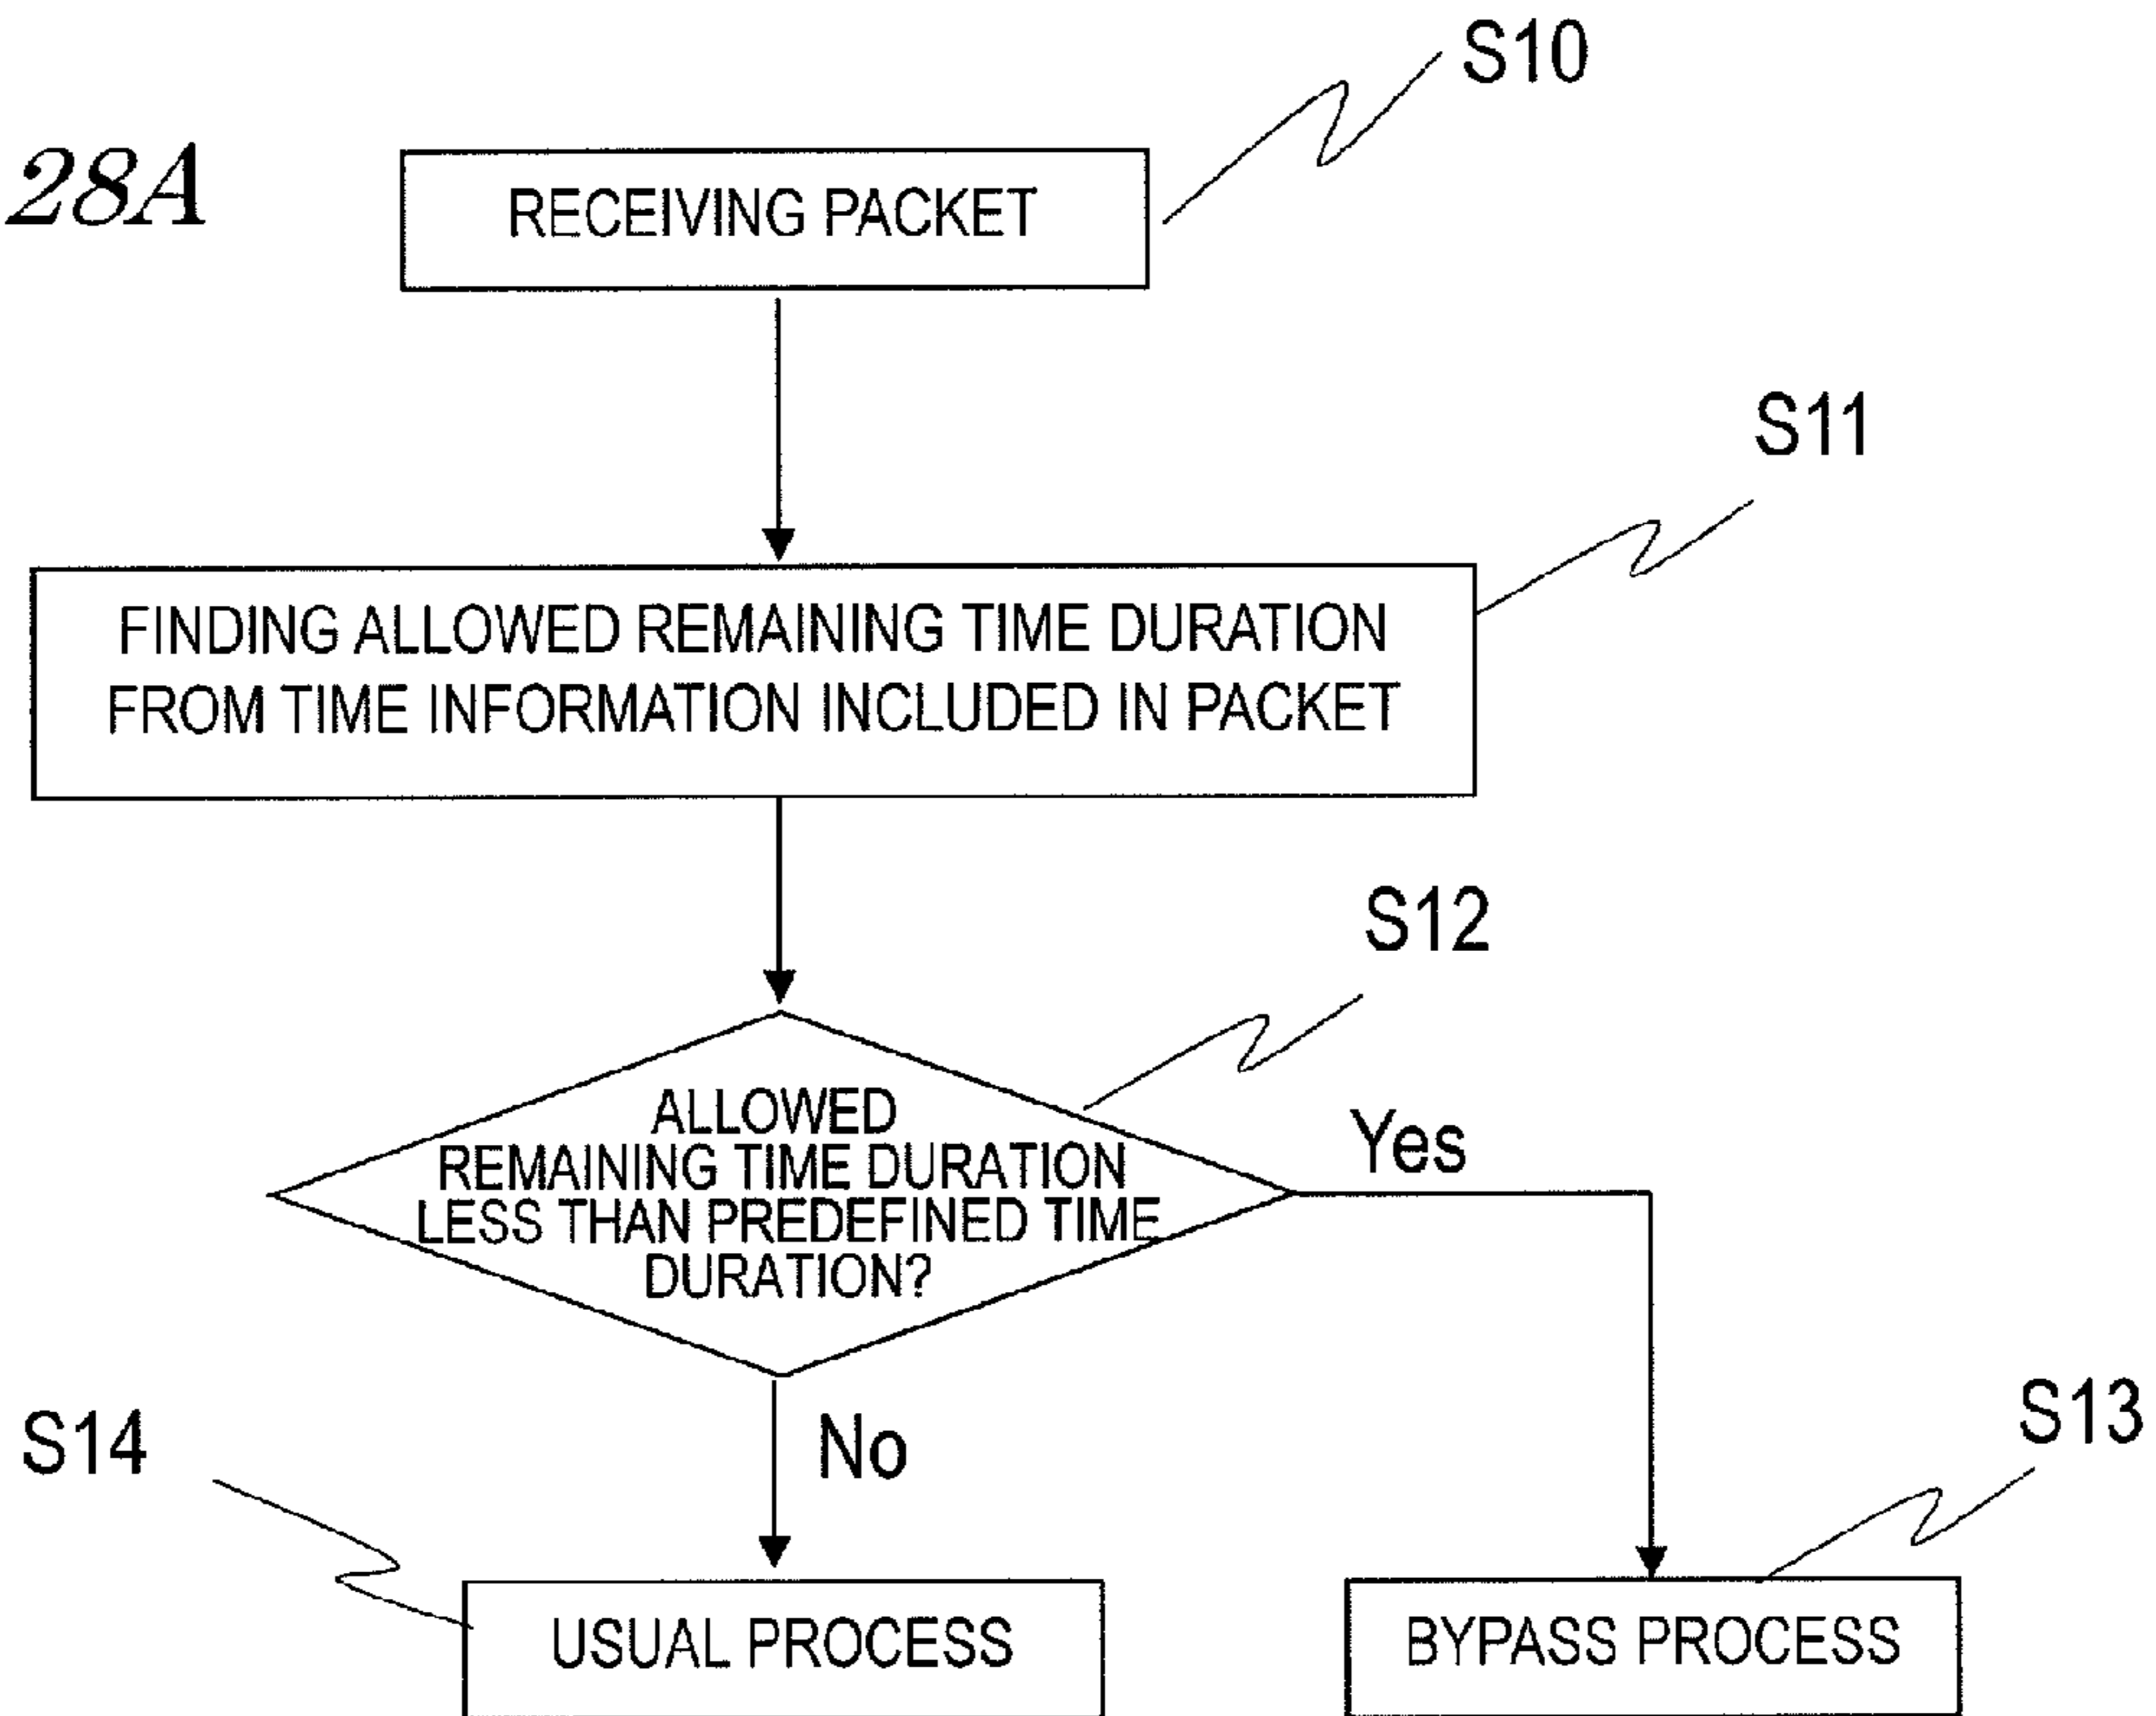 S10
28A
RECEIVING PACKET
S11
FINDING ALLOWED REMAINING TIME DURATION
FROM TIME INFORMATION INCLUDED IN PACKET
S12
ALLOWED
REMAINING TIME DURATION
LESS THAN PREDEFINED TIME
DURATION?
Yes
No
S14
S13
USUAL PROCESS
BYPASS PROCESS